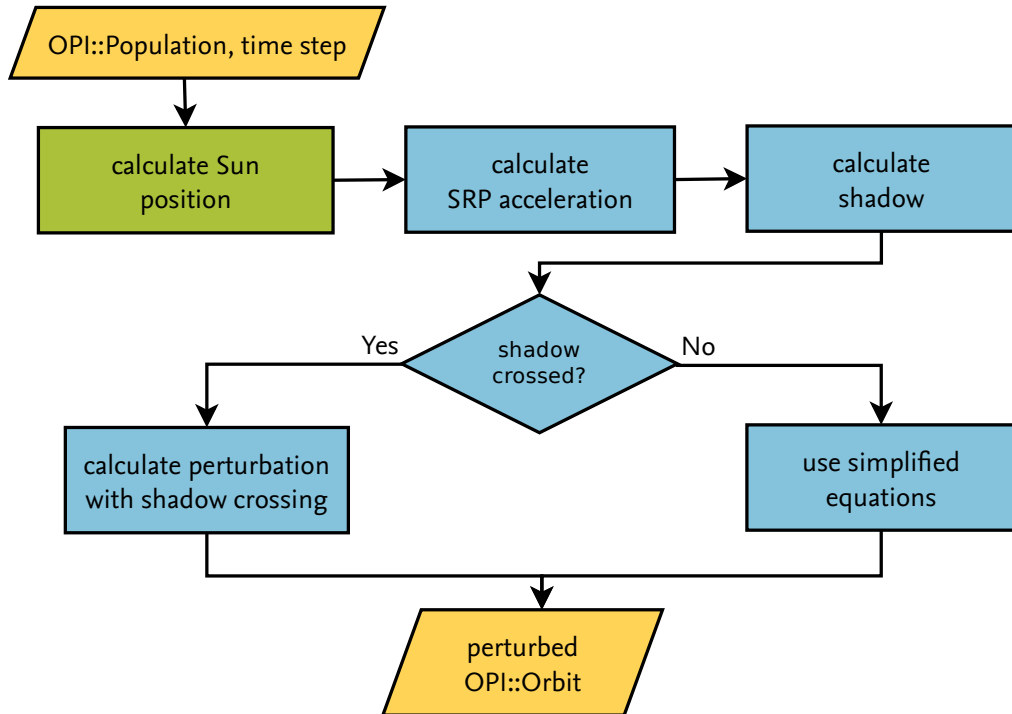 OPI::Population, time step
calculate Sun
position
calculate
SRP acceleration
calculate
shadow
shadow
crossed?
Yes
No
calculate perturbation
with shadow crossing
use simplified
equations
perturbed
OPI::Orbit